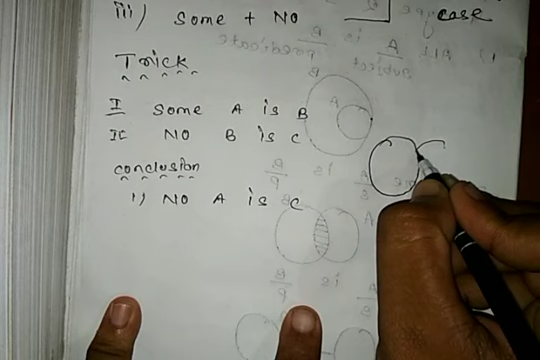 iii) Some + NO case
Trick
I Some A is B
II NO B is C
conclusion
1) NO A is C